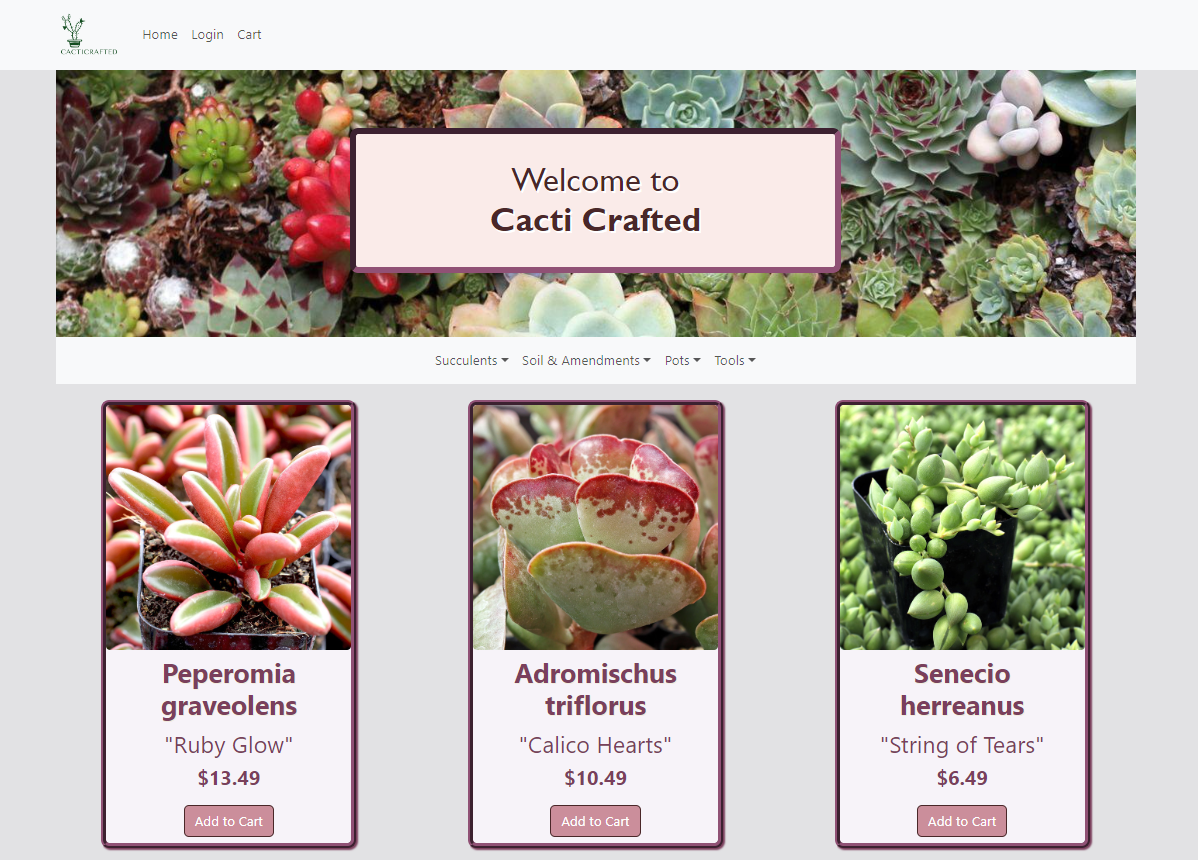 CACTICRAFTED
Home Login Cart
Welcome to
Cacti Crafted
Succulents Soil & Amendments Pots Tools
Peperomia
graveolens
"Ruby Glow"
$13.49
Add to Cart
Adromischus
triflorus
"Calico Hearts"
$10.49
Add to Cart
Senecio
herreanus
"String of Tears"
$6.49
Add to Cart